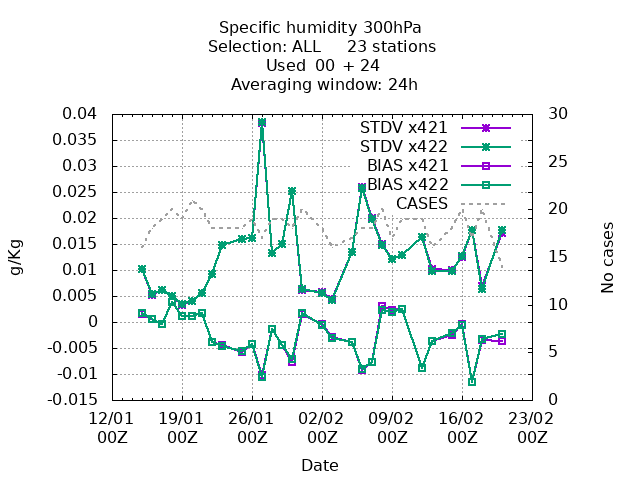 Specific humidity 300hPa
Selection: ALL 23 stations
Used 00 + 24
Averaging window: 24h
g/Kg
0.04
0.035
0.03
0.025
0.02
0.015
0.01
0.005
0
-0.005
-0.01
-0.015
STDV x421
STDV x422
BIAS x421
BIAS x422
CASES
30
25
20
15
10
5
0
No cases
12/01 19/01 26/01 02/02 09/02 16/02 23/02
00Z 00Z 00Z 00Z 00Z 00Z 00Z
Date